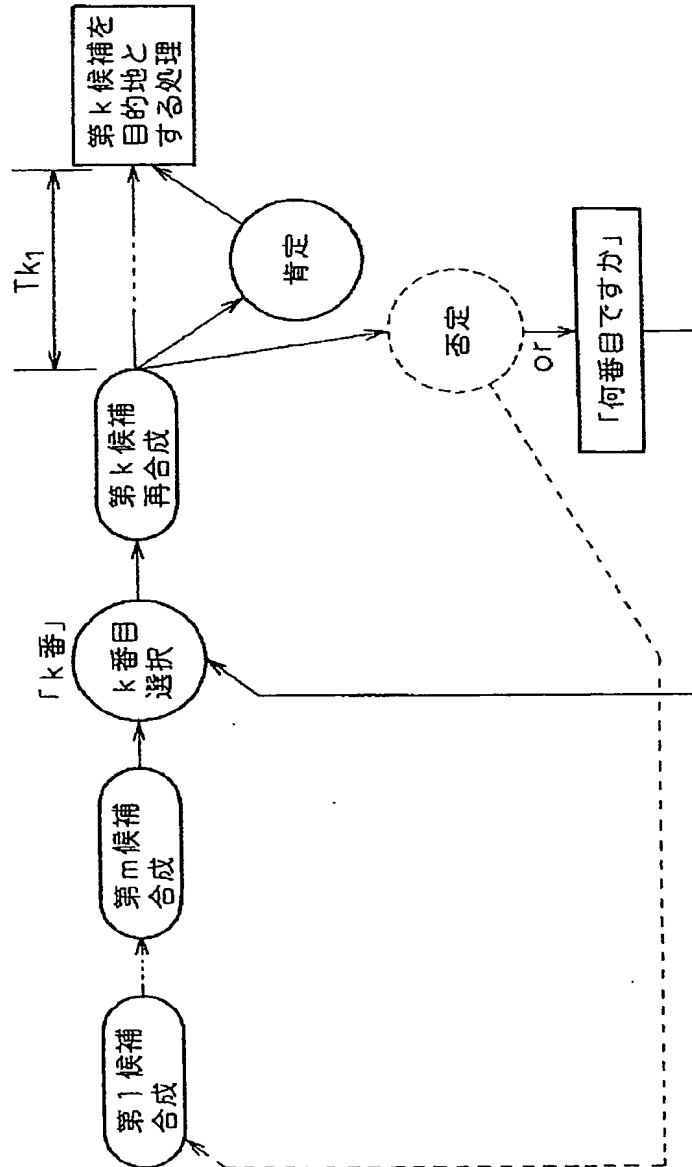 第1候補
合成
第m候補
合成
「k番」
k番目
選択
第k候補
再合成
Tk1
第k候補を
目的地と
する処理
肯定
否定
or
「何番目ですか」